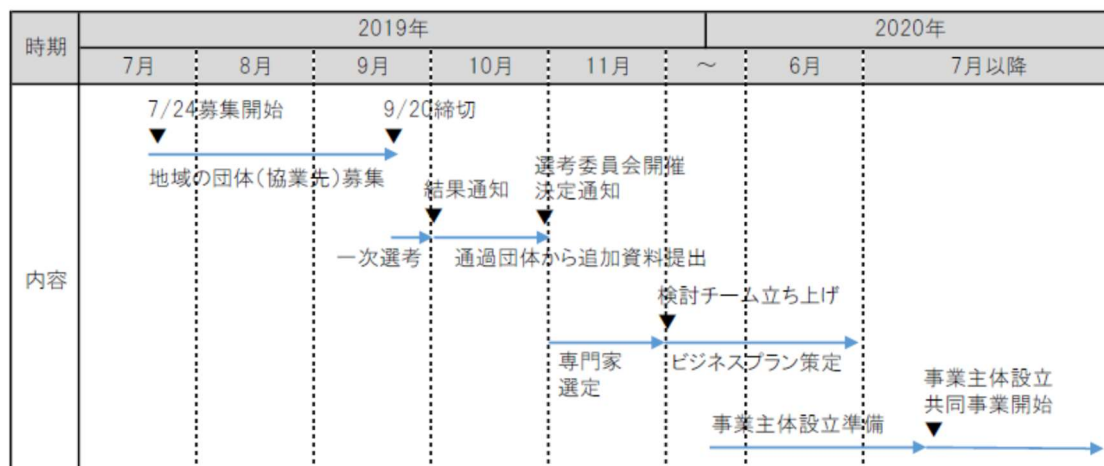 時期
2019年
2020年
7月
8月
9月
10月
11月
～
6月
7月以降
内容
7/24募集開始
9/20締切
地域の団体(協業先)募集
選考委員会開催
決定通知
結果通知
一次選考
通過団体から追加資料提出
検討チーム立ち上げ
専門家
選定
ビジネスプラン策定
事業主体設立
共同事業開始
事業主体設立準備